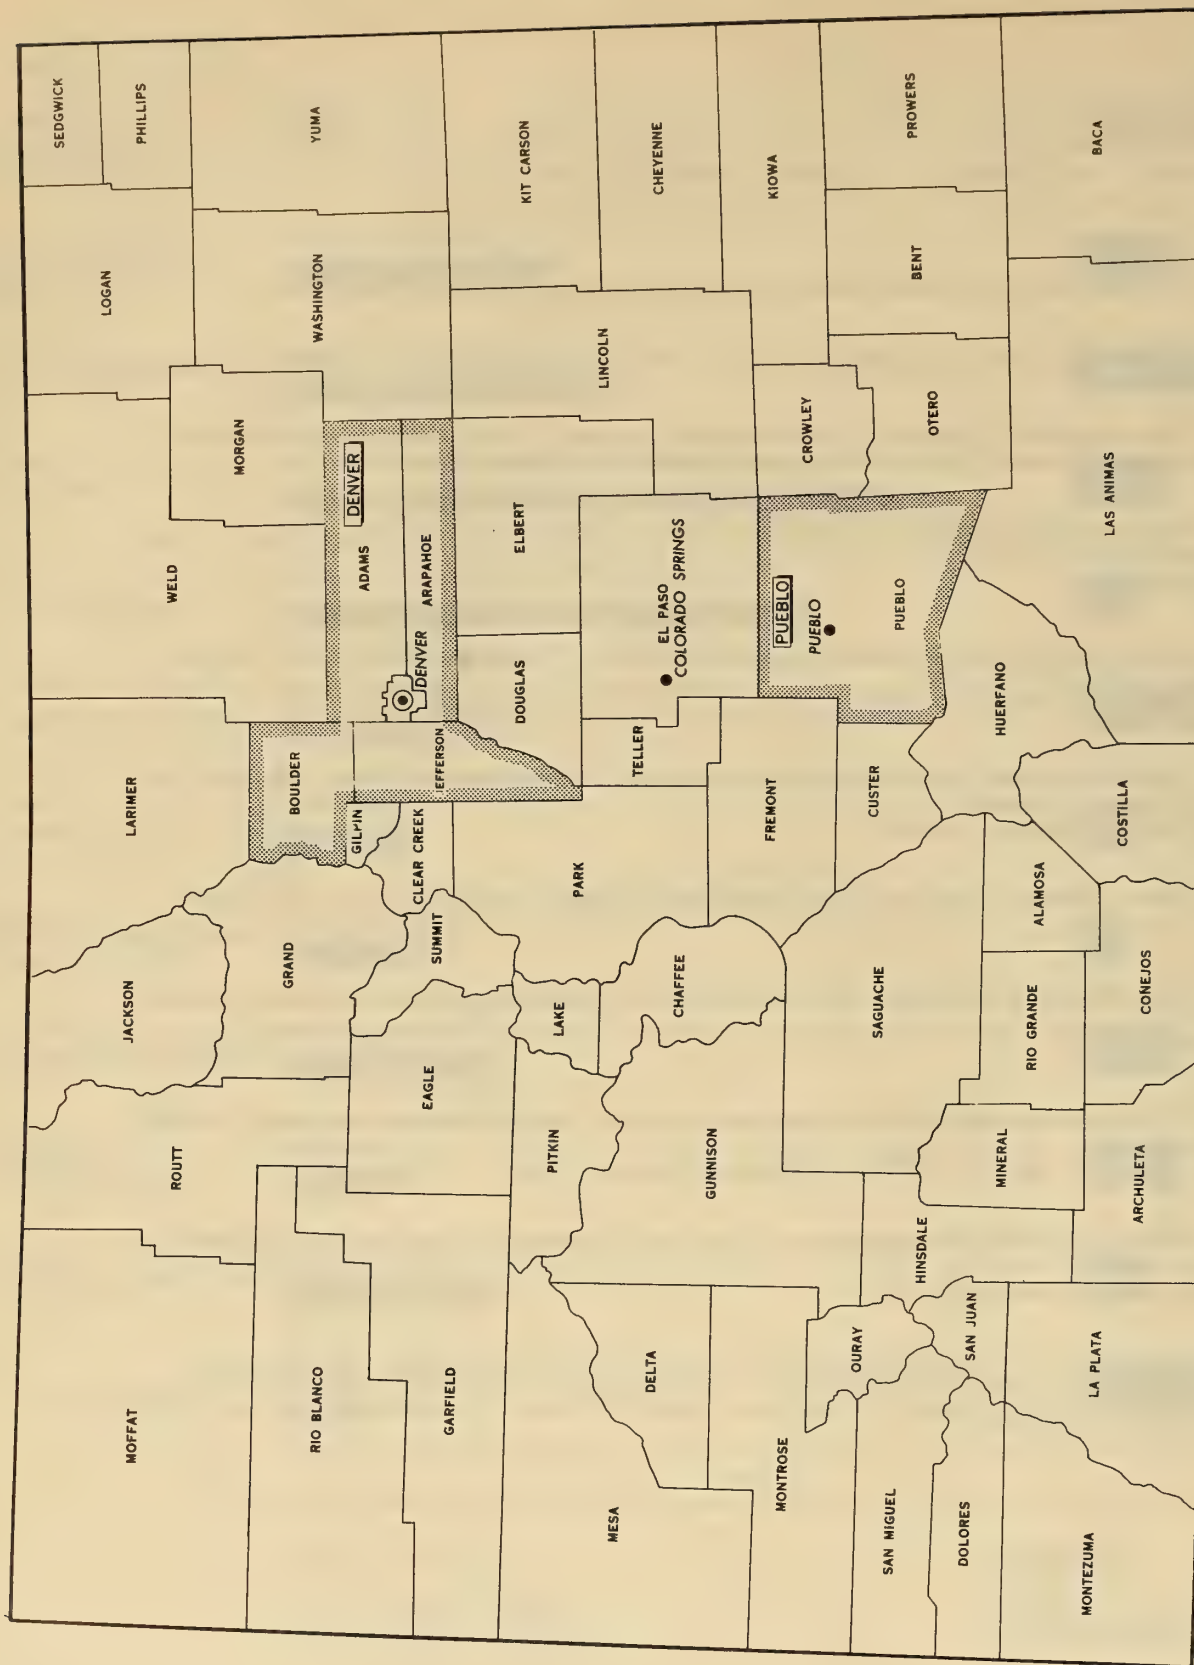 MOFFAT
ROUTT
JACKSON
LARIMER
WELD
LOGAN
SEDGWICK
PHILLIPS
RIO BLANCO
GRAND
BOULDER
MORGAN
WASHINGTON
YUMA
GARFIELD
EAGLE
SUMMIT
CLEAR CREEK
GILPIN
JEFFERSON
DENVER
ADAMS
DENVER
ARAPAHOE
MESA
DELTA
PITKIN
LAKE
PARK
DOUGLAS
ELBERT
LINCOLN
KIT CARSON
GUNNISON
CHAFFEE
TELLER
EL PASO
COLORADO SPRINGS
CHEYENNE
MONTROSE
OURAY
SAGUACHE
FREMONT
CUSTER
PUEBLO
PUEBLO
PUEBLO
CROWLEY
KIOWA
SAN MIGUEL
HINSDALE
OTERO
BENT
PROWERS
DOLORES
SAN JUAN
MINERAL
RIO GRANDE
ALAMOSA
HUERFANO
MONTEZUMA
LA PLATA
ARCHULETA
COÑEJOS
COSTILLA
LAS ANIMAS
BACA